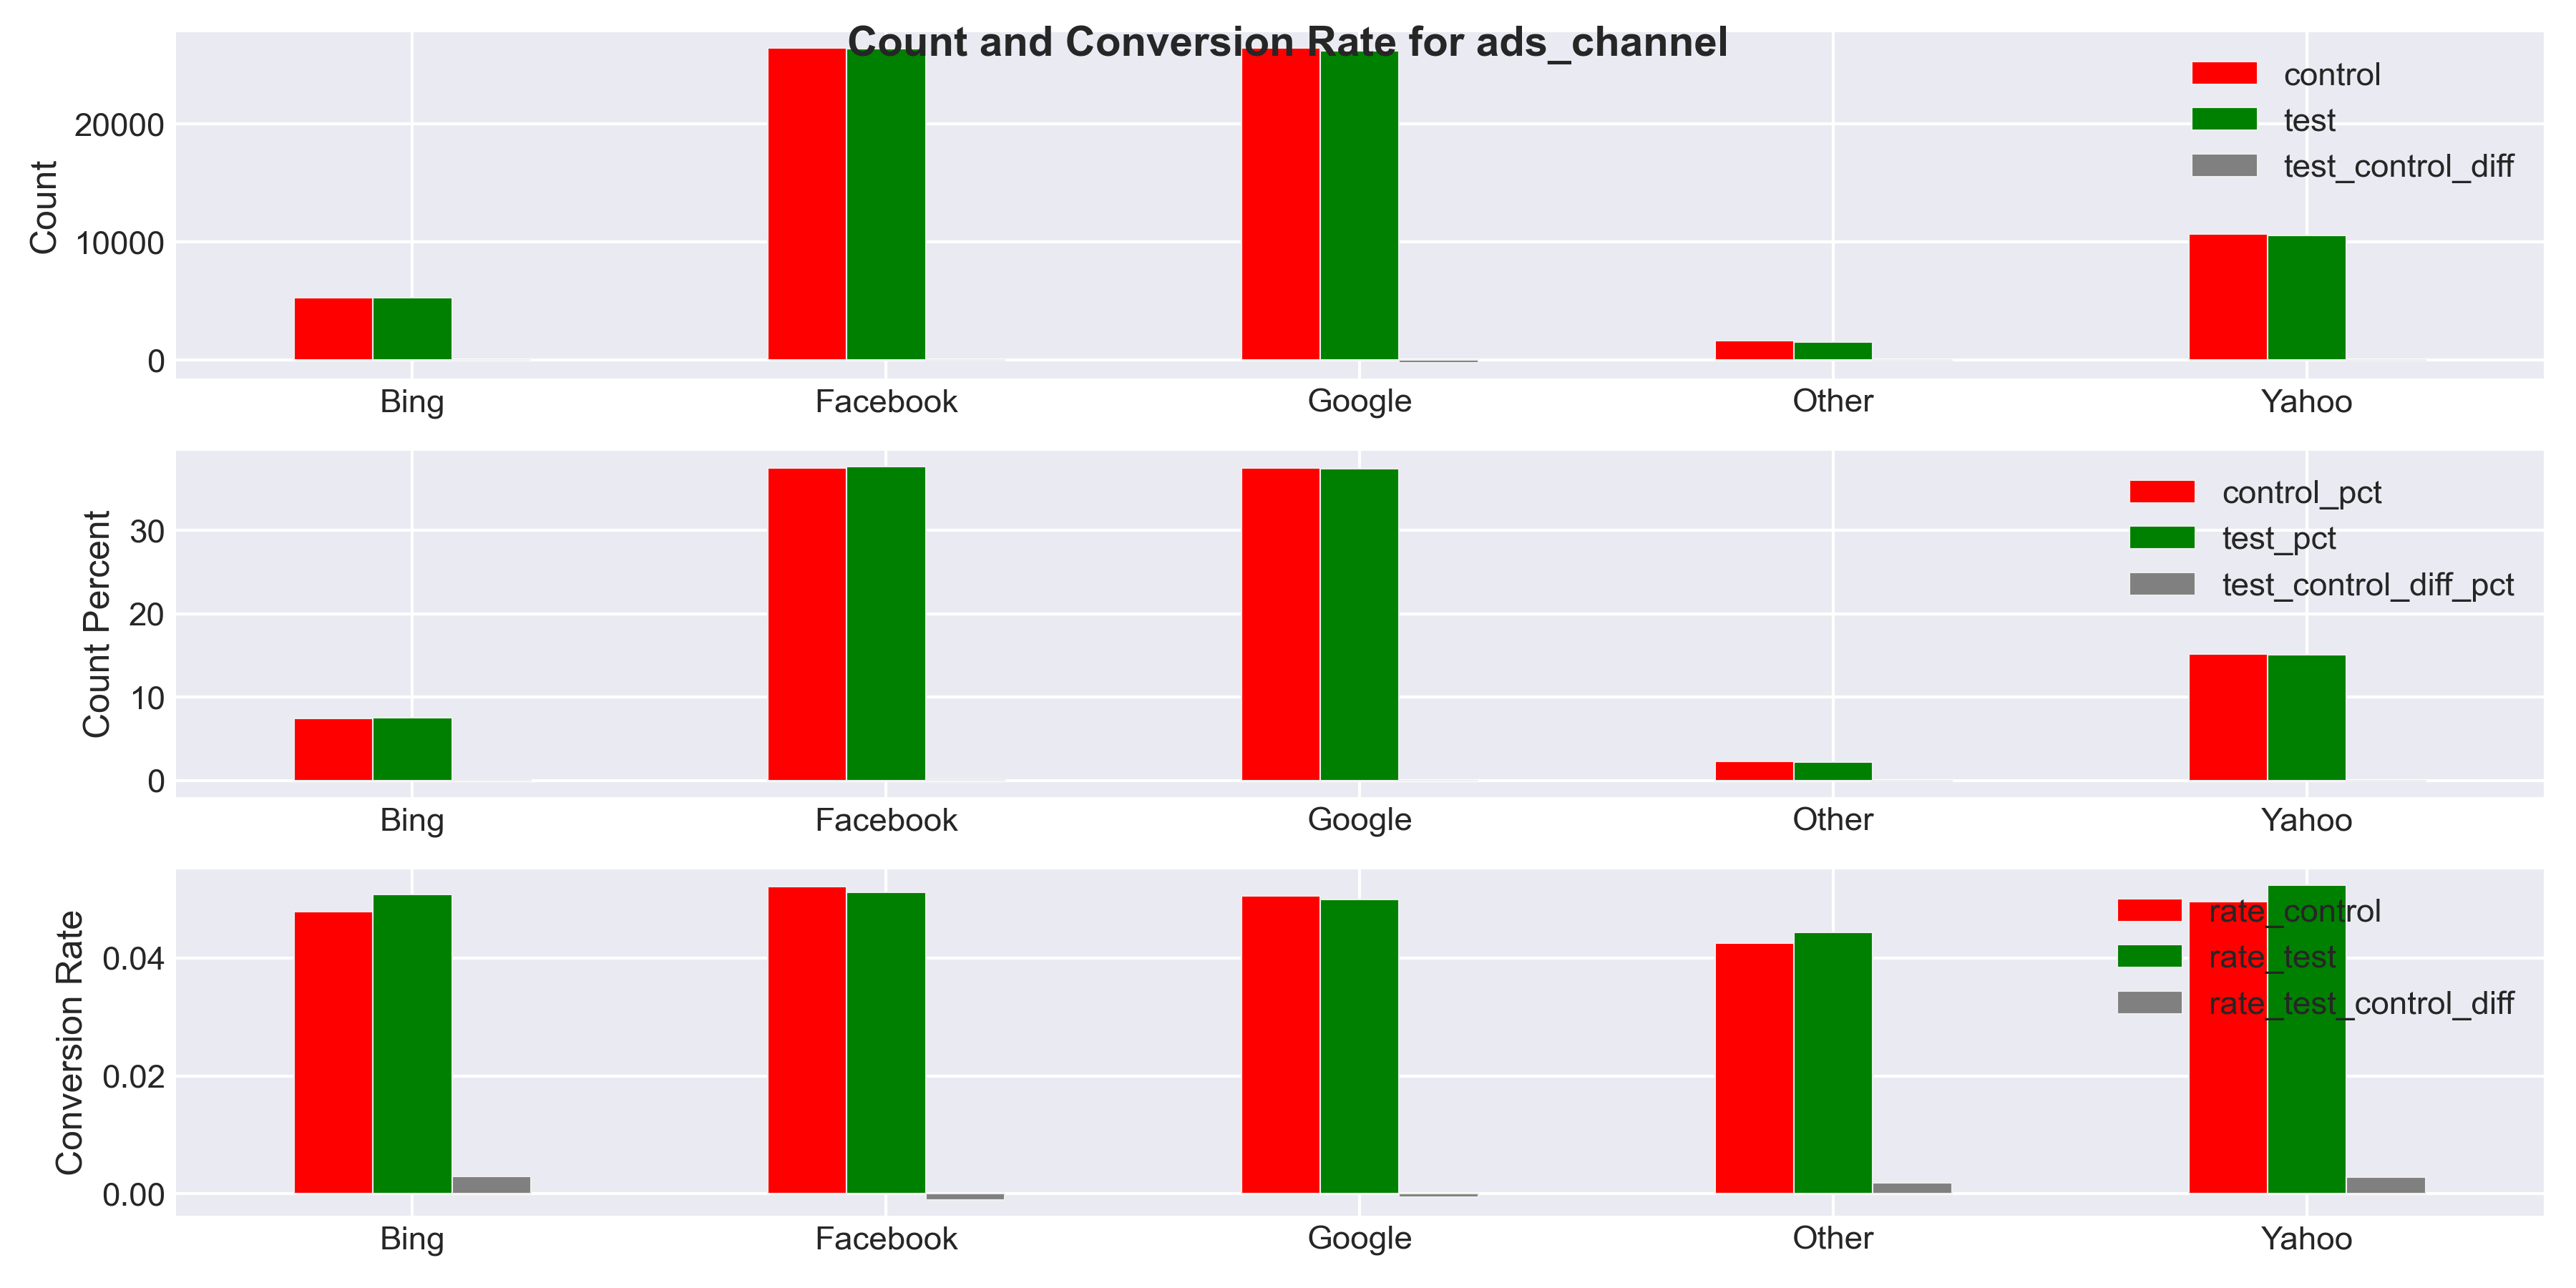 Count and Conversion Rate for ads_channel
Count
20000
10000
0
control
test
test_control_diff
Bing Facebook Google Other Yahoo
Count Percent
30
20
10
0
control_pct
test_pct
test_control_diff_pct
Bing Facebook Google Other Yahoo
Conversion Rate
0.04
0.02
0.00
rate_control
rate_test
rate_test_control_diff
Bing Facebook Google Other Yahoo